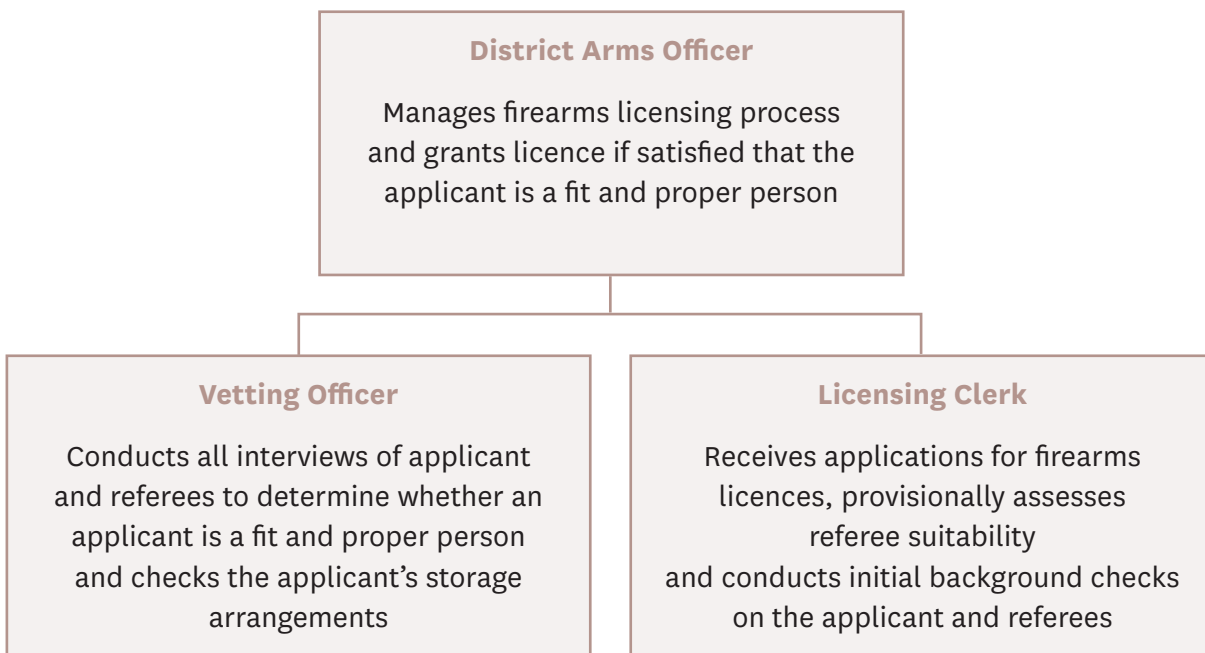 District Arms Officer
Manages firearms licensing process
and grants licence if satisfied that the
applicant is a fit and proper person
Vetting Officer
Conducts all interviews of applicant
and referees to determine whether an
applicant is a fit and proper person
and checks the applicant’s storage
arrangements
Licensing Clerk
Receives applications for firearms
licences, provisionally assesses
referee suitability
and conducts initial background checks
on the applicant and referees